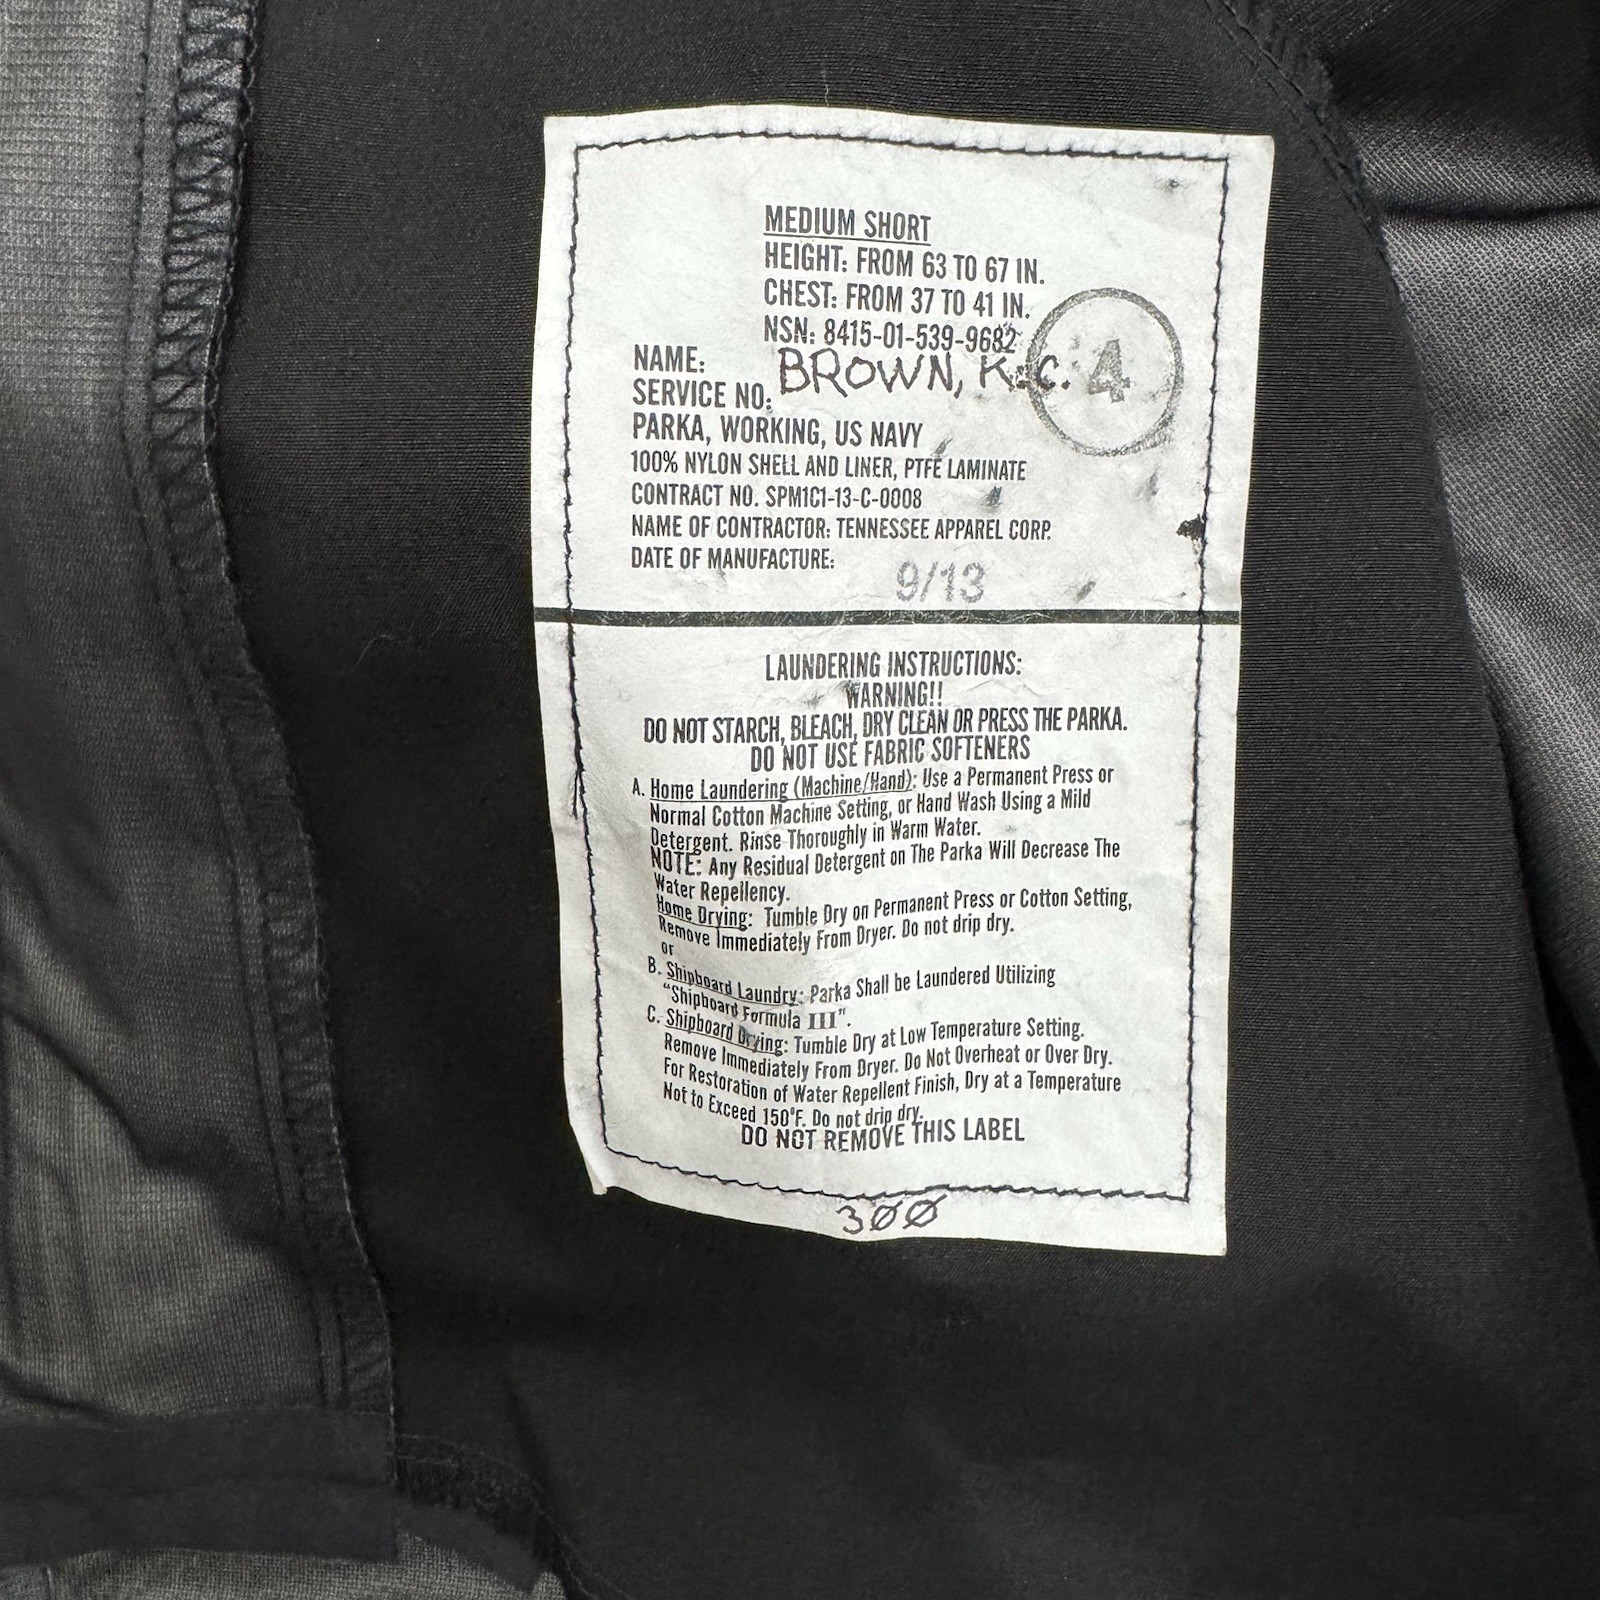 MEDIUM SHORT
HEIGHT: FROM 63 TO 67 IN.
CHEST: FROM 37 TO 41 IN.
NSN: 8415-01-539-9682
NAME:
BROWN, K.C.
4
SERVICE NO:
PARKA, WORKING, US NAVY
100% NYLON SHELL AND LINER, PTFE LAMINATE
CONTRACT NO. SPM1C1-13-C-0008
NAME OF CONTRACTOR: TENNESSEE APPAREL CORP.
DATE OF MANUFACTURE:
9/13
LAUNDERING INSTRUCTIONS:
WARNING!!
DO NOT STARCH, BLEACH, DRY CLEAN OR PRESS THE PARKA.
DO NOT USE FABRIC SOFTENERS
A. Home Laundering (Machine/Hand): Use a Permanent Press or
Normal Cotton Machine Setting, or Hand Wash Using a Mild
Detergent. Rinse Thoroughly in Warm Water.
NOTE: Any Residual Detergent on The Parka Will Decrease The
Water Repellency.
Home Drying: Tumble Dry on Permanent Press or Cotton Setting,
Remove Immediately From Dryer. Do not drip dry.
or
B. Shipboard Laundry: Parka Shall be Laundered Utilizing
"Shipboard Formula III".
C. Shipboard Drying: Tumble Dry at Low Temperature Setting.
Remove Immediately From Dryer. Do Not Overheat or Over Dry.
For Restoration of Water Repellent Finish, Dry at a Temperature
Not to Exceed 150°F. Do not drip dry.
DO NOT REMOVE THIS LABEL
300